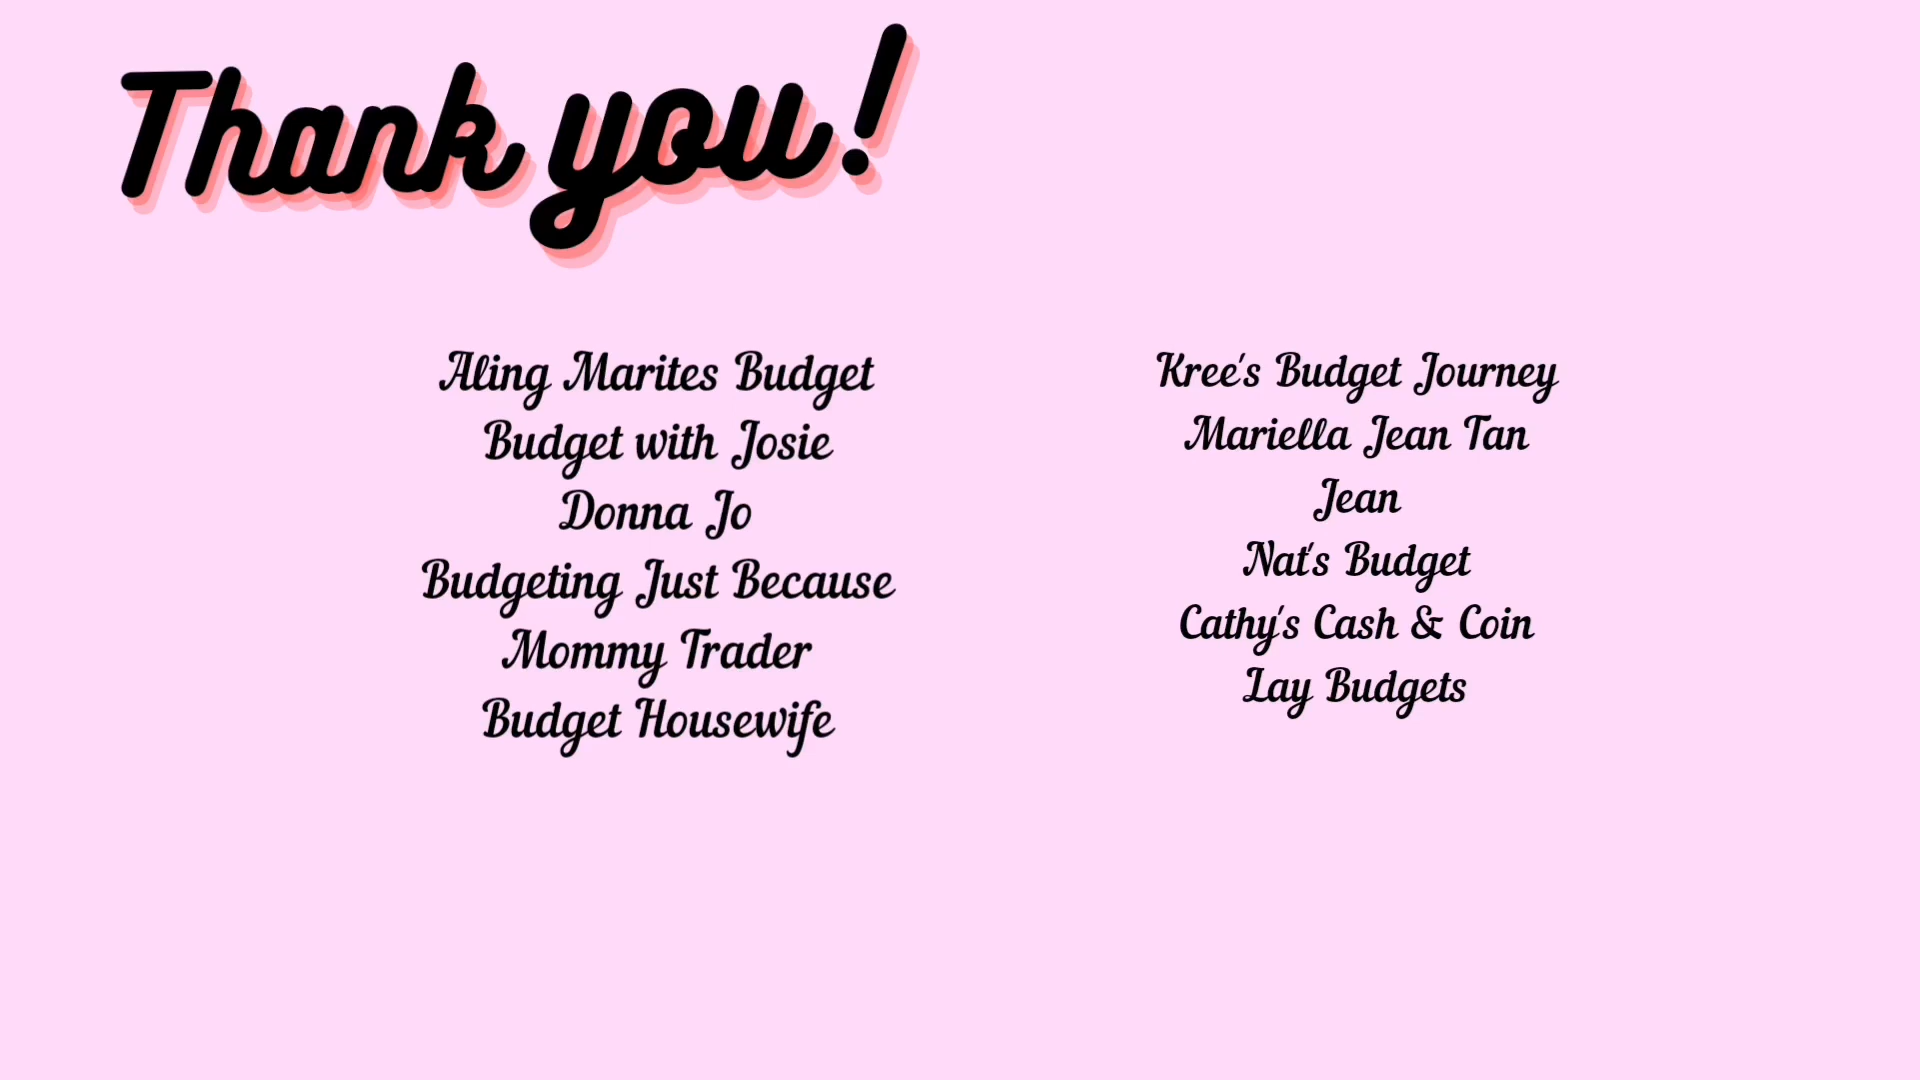 Thank you!
Aling Marites Budget
Budget with Josie
Donna Jo
Budgeting Just Because
Mommy Trader
Budget Housewife
Kree's Budget Journey
Mariella Jean Tan
Jean
Nat's Budget
Cathy's Cash & Coin
Lay Budgets